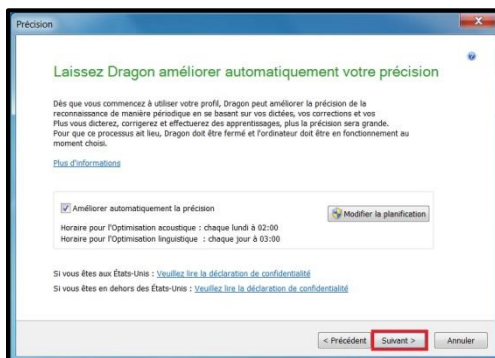 Précision
Laissez Dragon améliorer automatiquement votre précision
Dès que vous commencez à utiliser votre profil, Dragon peut améliorer la précision de la
reconnaissance de manière périodique en se basant sur vos dictées, vos corrections et vos
Plus vous dicterez, corrigerez et effectuerez des apprentissages, plus la précision sera grande.
Pour que ce processus ait lieu, Dragon doit être fermé et l'ordinateur doit être en fonctionnement au
moment choisi.
Plus d'informations
Améliorer automatiquement la précision
Modifier la planification
Horaire pour l'Optimisation acoustique : chaque lundi à 02:00
Horaire pour l'Optimisation linguistique : chaque jour à 03:00
Si vous êtes aux États-Unis : Veuillez lire la déclaration de confidentialité
Si vous êtes en dehors des États-Unis : Veuillez lire la déclaration de confidentialité
< Précédent Suivant > Annuler